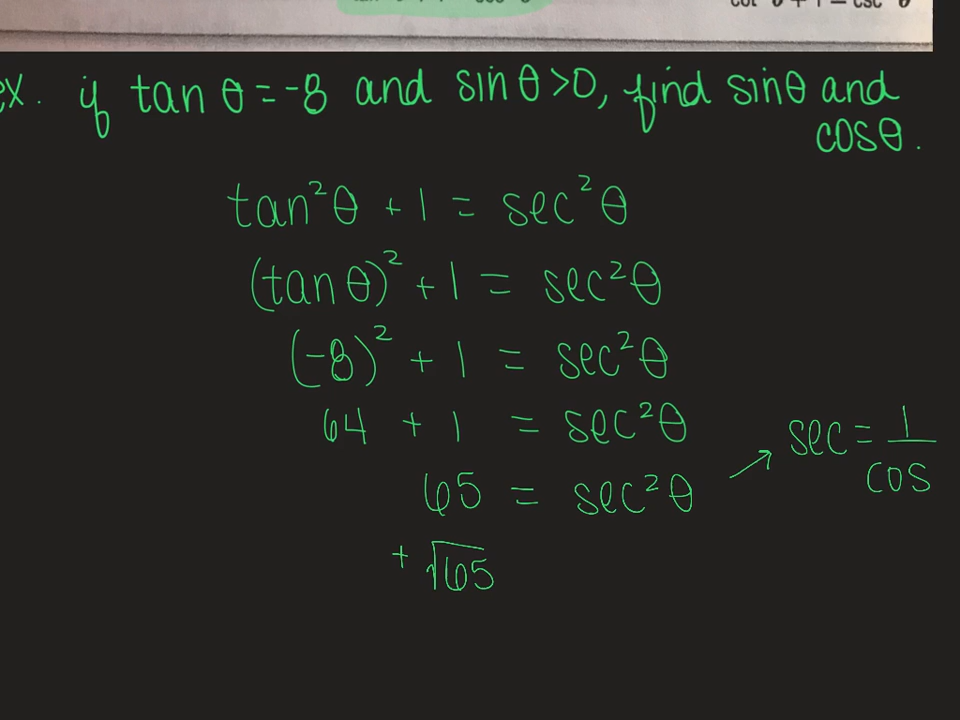 ex. if tan θ = -8 and sin θ > 0, find sin θ and
cos θ.
tan²θ + 1 = sec²θ
(tan θ)² + 1 = sec²θ
(-8)² + 1 = sec²θ
64 + 1 = sec²θ
sec = 1/cos
65 = sec²θ →
+ √65